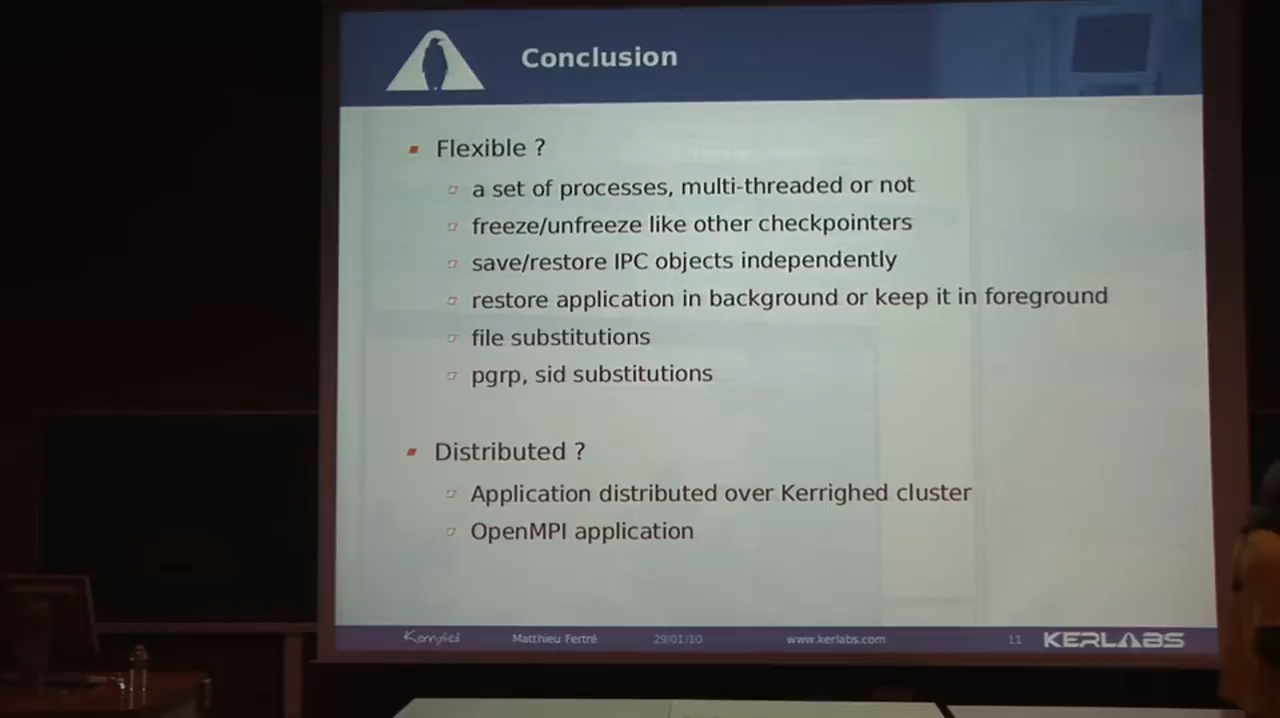 Conclusion
Flexible ?
a set of processes, multi-threaded or not
freeze/unfreeze like other checkpointers
save/restore IPC objects independently
restore application in background or keep it in foreground
file substitutions
pgrp, sid substitutions
Distributed ?
Application distributed over Kerrighed cluster
OpenMPI application
Matthieu Fertré 29/01/10 www.kerlabs.com 11 KERLABS